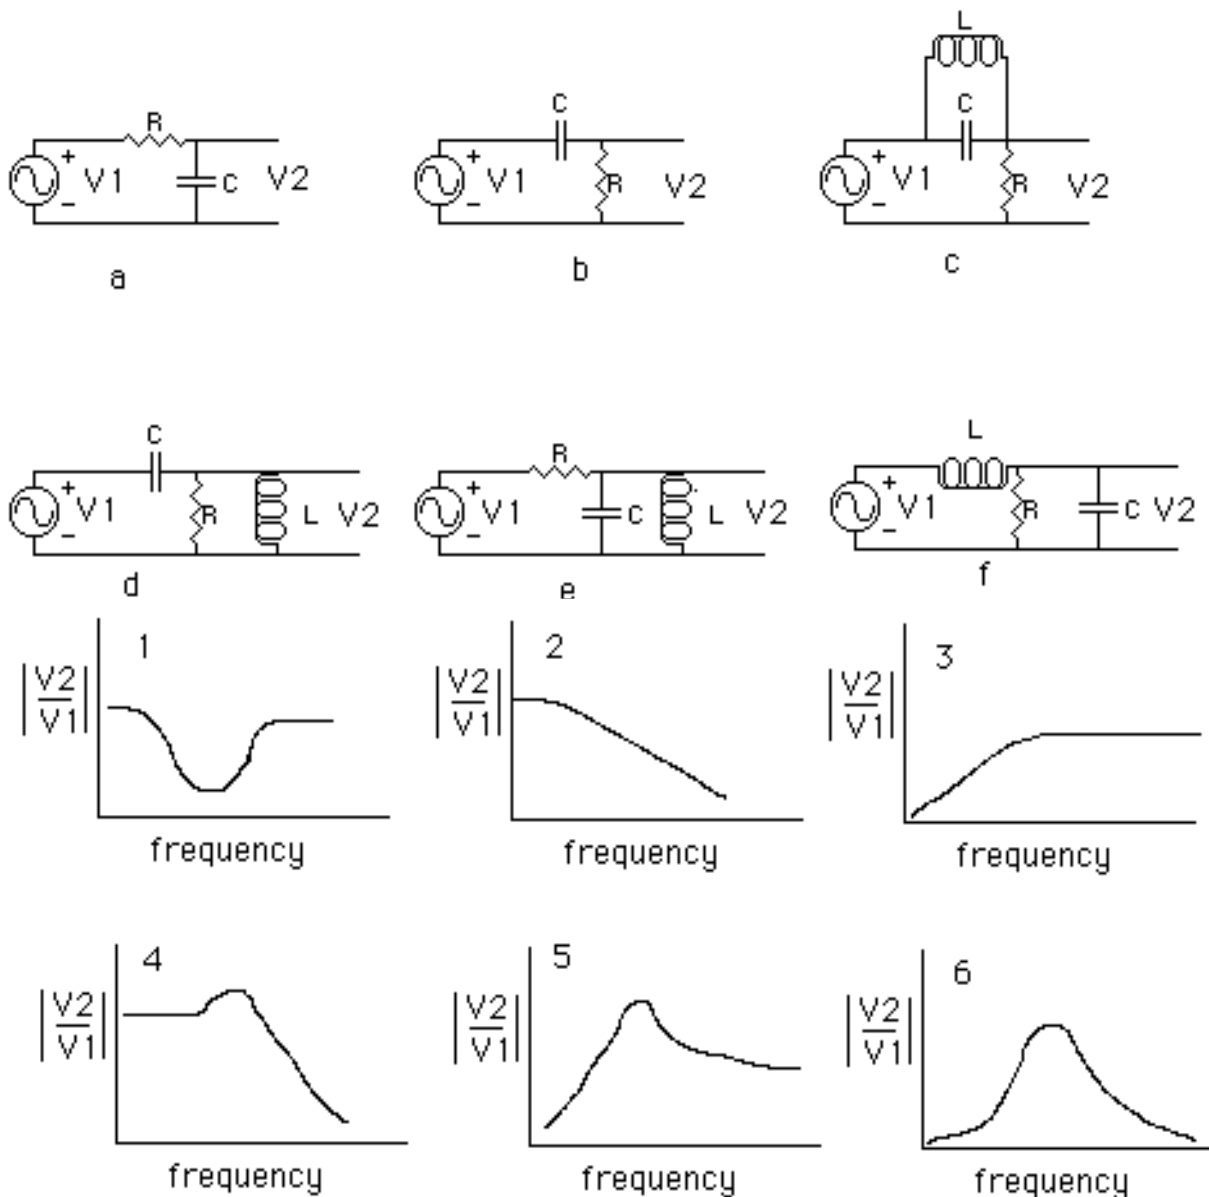 R
+
V1
−
C
V2
a
C
+
V1
−
R
V2
b
L
C
+
V1
−
R
V2
c
C
+
V1
−
R
L
V2
d
R
+
V1
−
C
L
V2
e
L
+
V1
−
R
C
V2
f
1
|V2/V1|
frequency
2
|V2/V1|
frequency
3
|V2/V1|
frequency
4
|V2/V1|
frequency
5
|V2/V1|
frequency
6
|V2/V1|
frequency